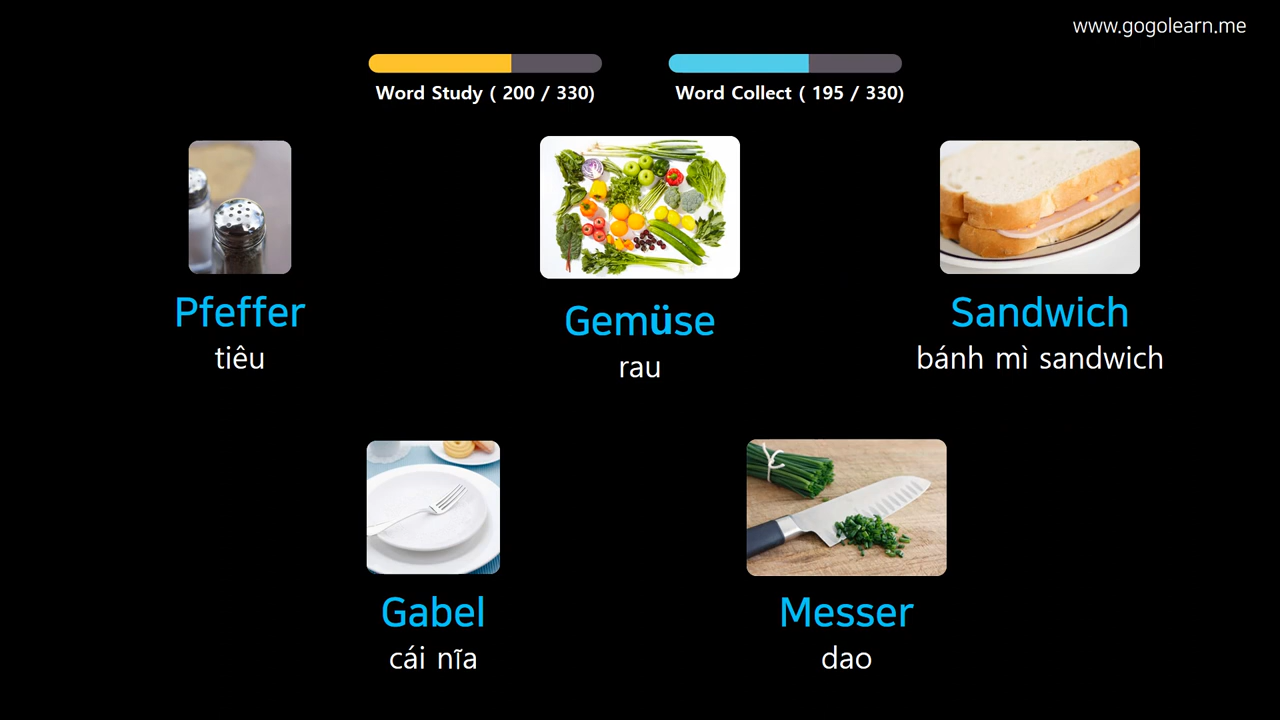 www.gogolearn.me
Word Study ( 200 / 330)
Word Collect ( 195 / 330)
Pfeffer
tiêu
Gemüse
rau
Sandwich
bánh mì sandwich
Gabel
cái nĩa
Messer
dao